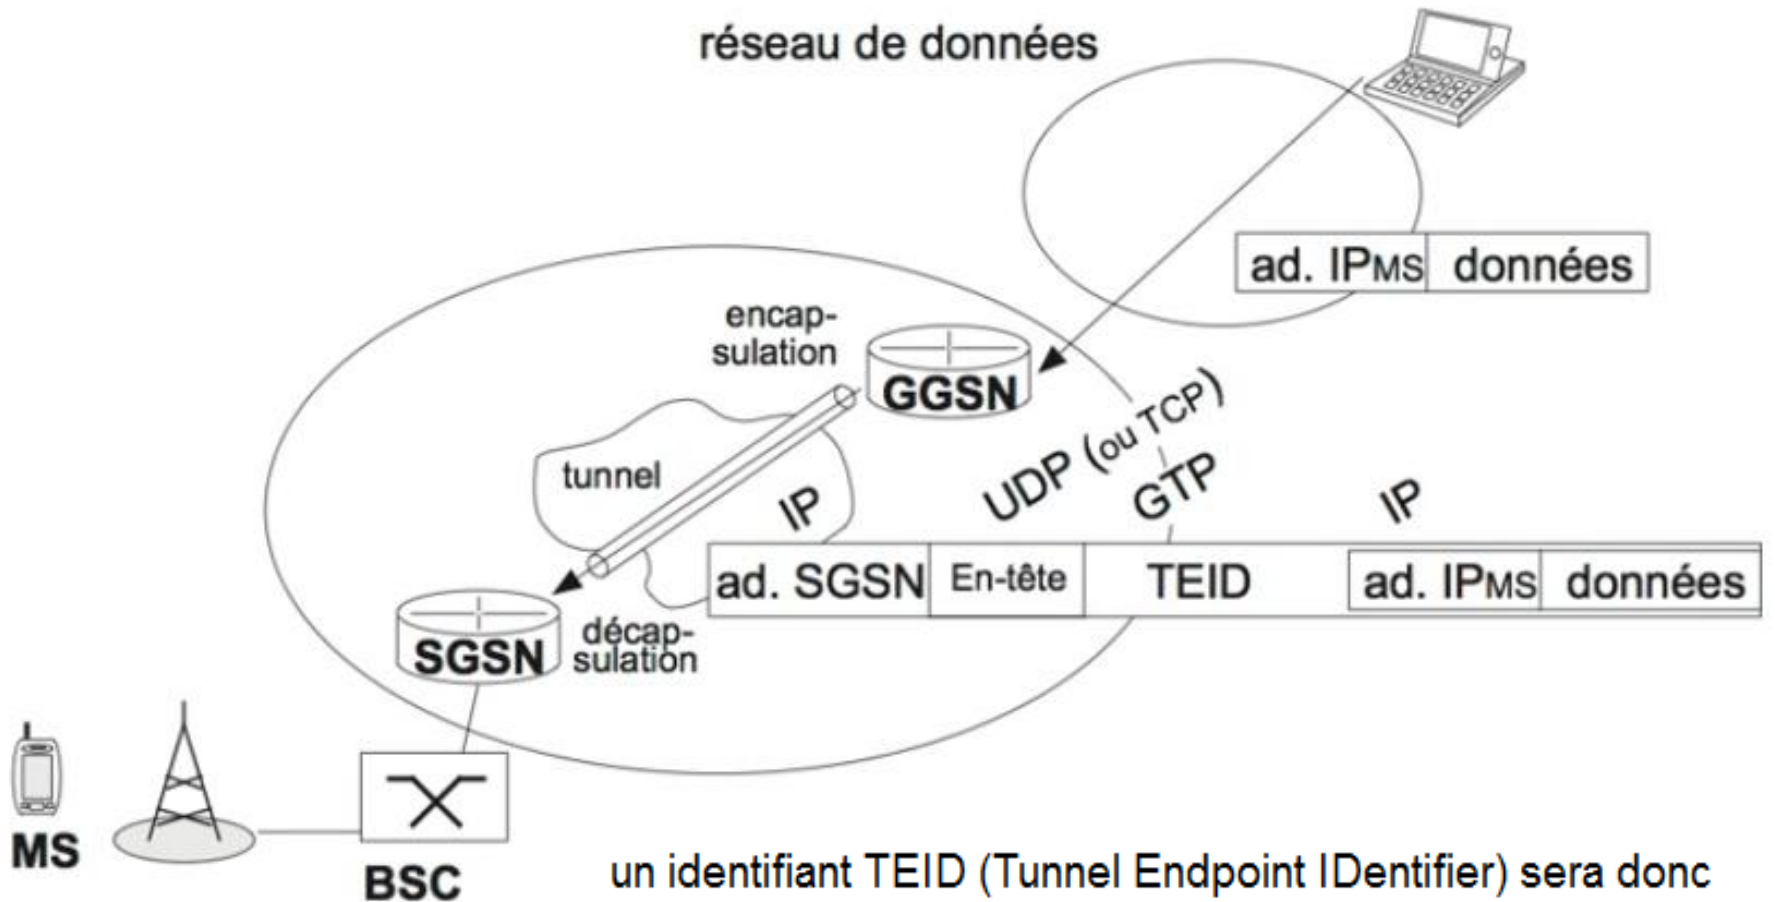 réseau de données
ad. IPMS données
encap-
sulation
GGSN
UDP (ou TCP)
tunnel
IP
GTP
IP
ad. SGSN En-tête TEID ad. IPMS données
SGSN
décap-
sulation
MS
BSC
un identifiant TEID (Tunnel Endpoint IDentifier) sera donc